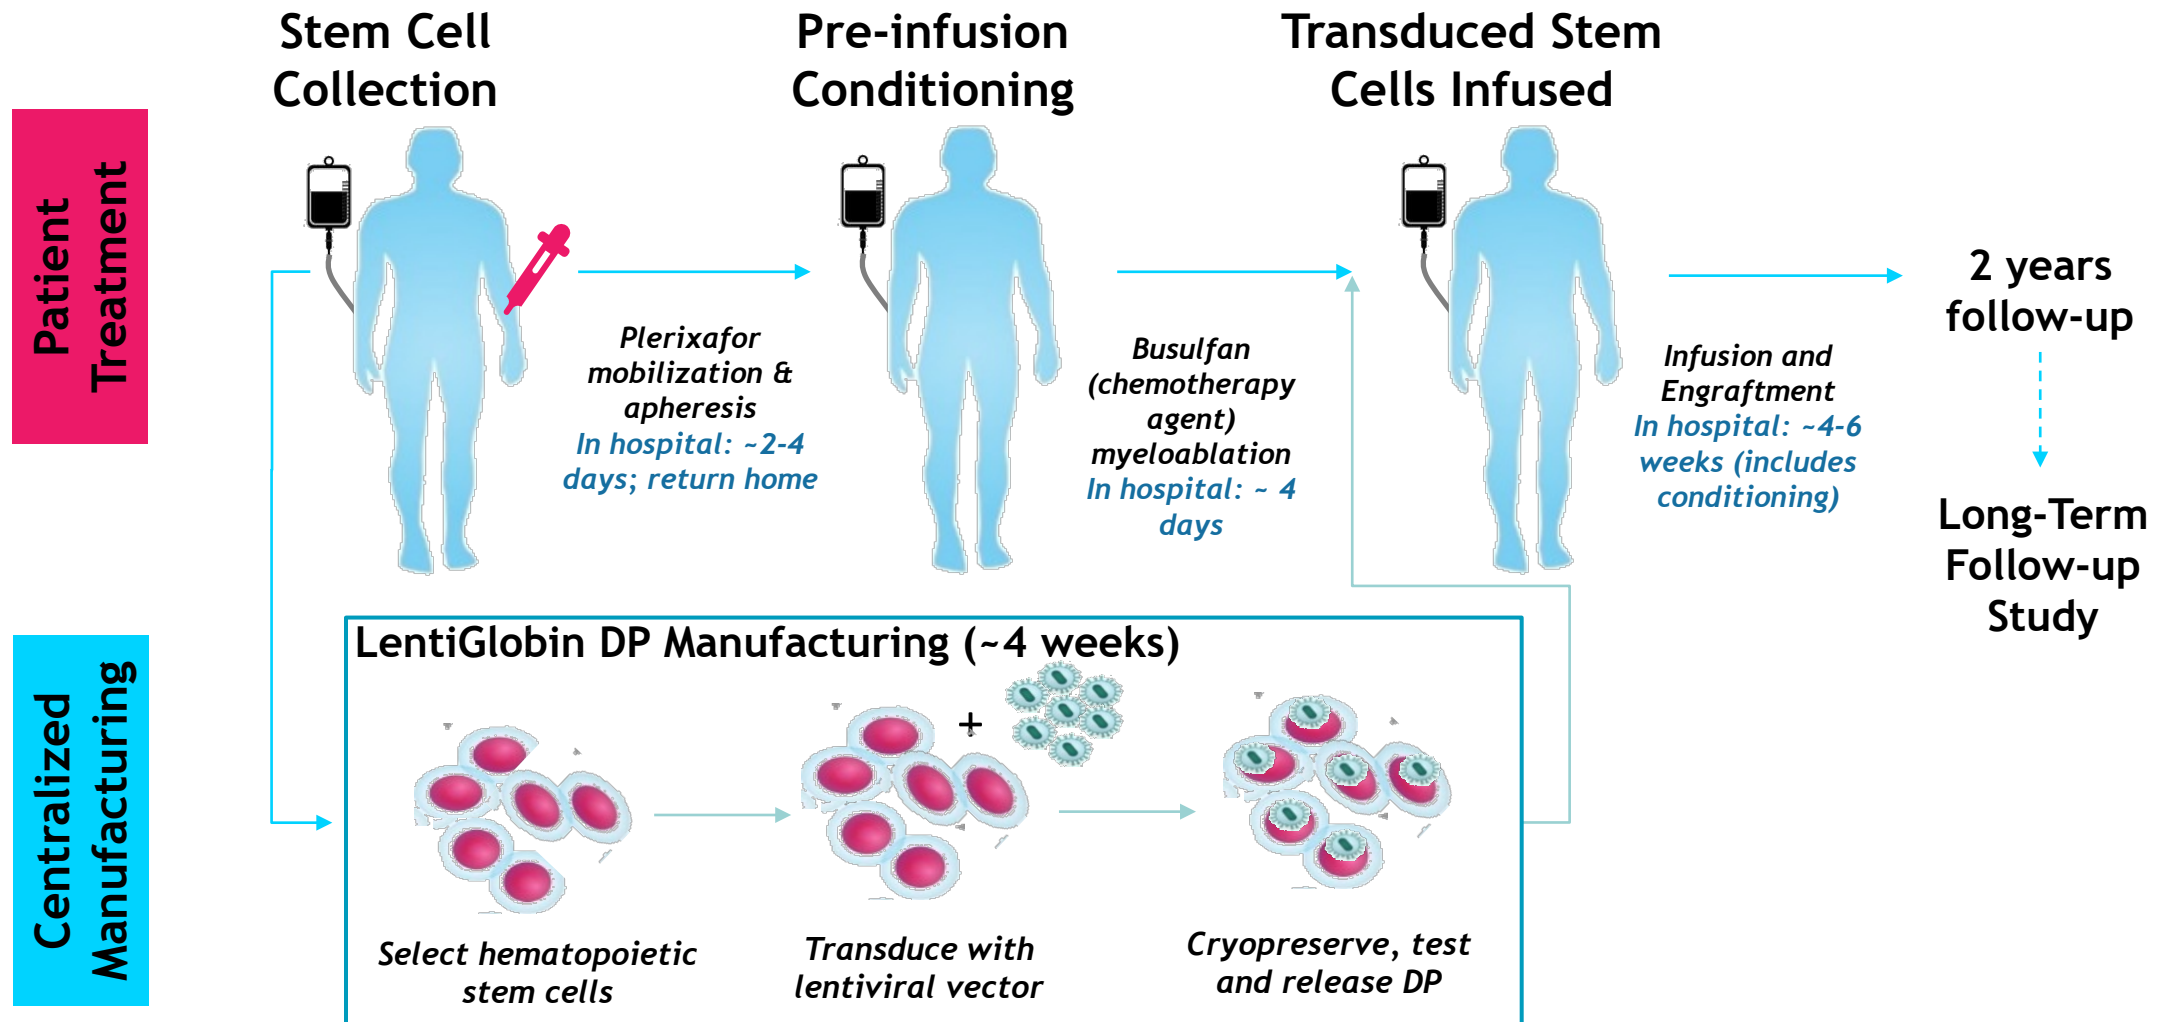 Stem Cell
Collection
Pre-infusion
Conditioning
Transduced Stem
Cells Infused
Patient
Treatment
Plerixafor
mobilization &
apheresis
In hospital: ~2-4
days; return home
Busulfan
(chemotherapy
agent)
myeloablation
In hospital: ~ 4
days
Infusion and
Engraftment
In hospital: ~4-6
weeks (includes
conditioning)
2 years
follow-up
Long-Term
Follow-up
Study
Centralized
Manufacturing
LentiGlobin DP Manufacturing (~4 weeks)
+
Select hematopoietic
stem cells
Transduce with
lentiviral vector
Cryopreserve, test
and release DP